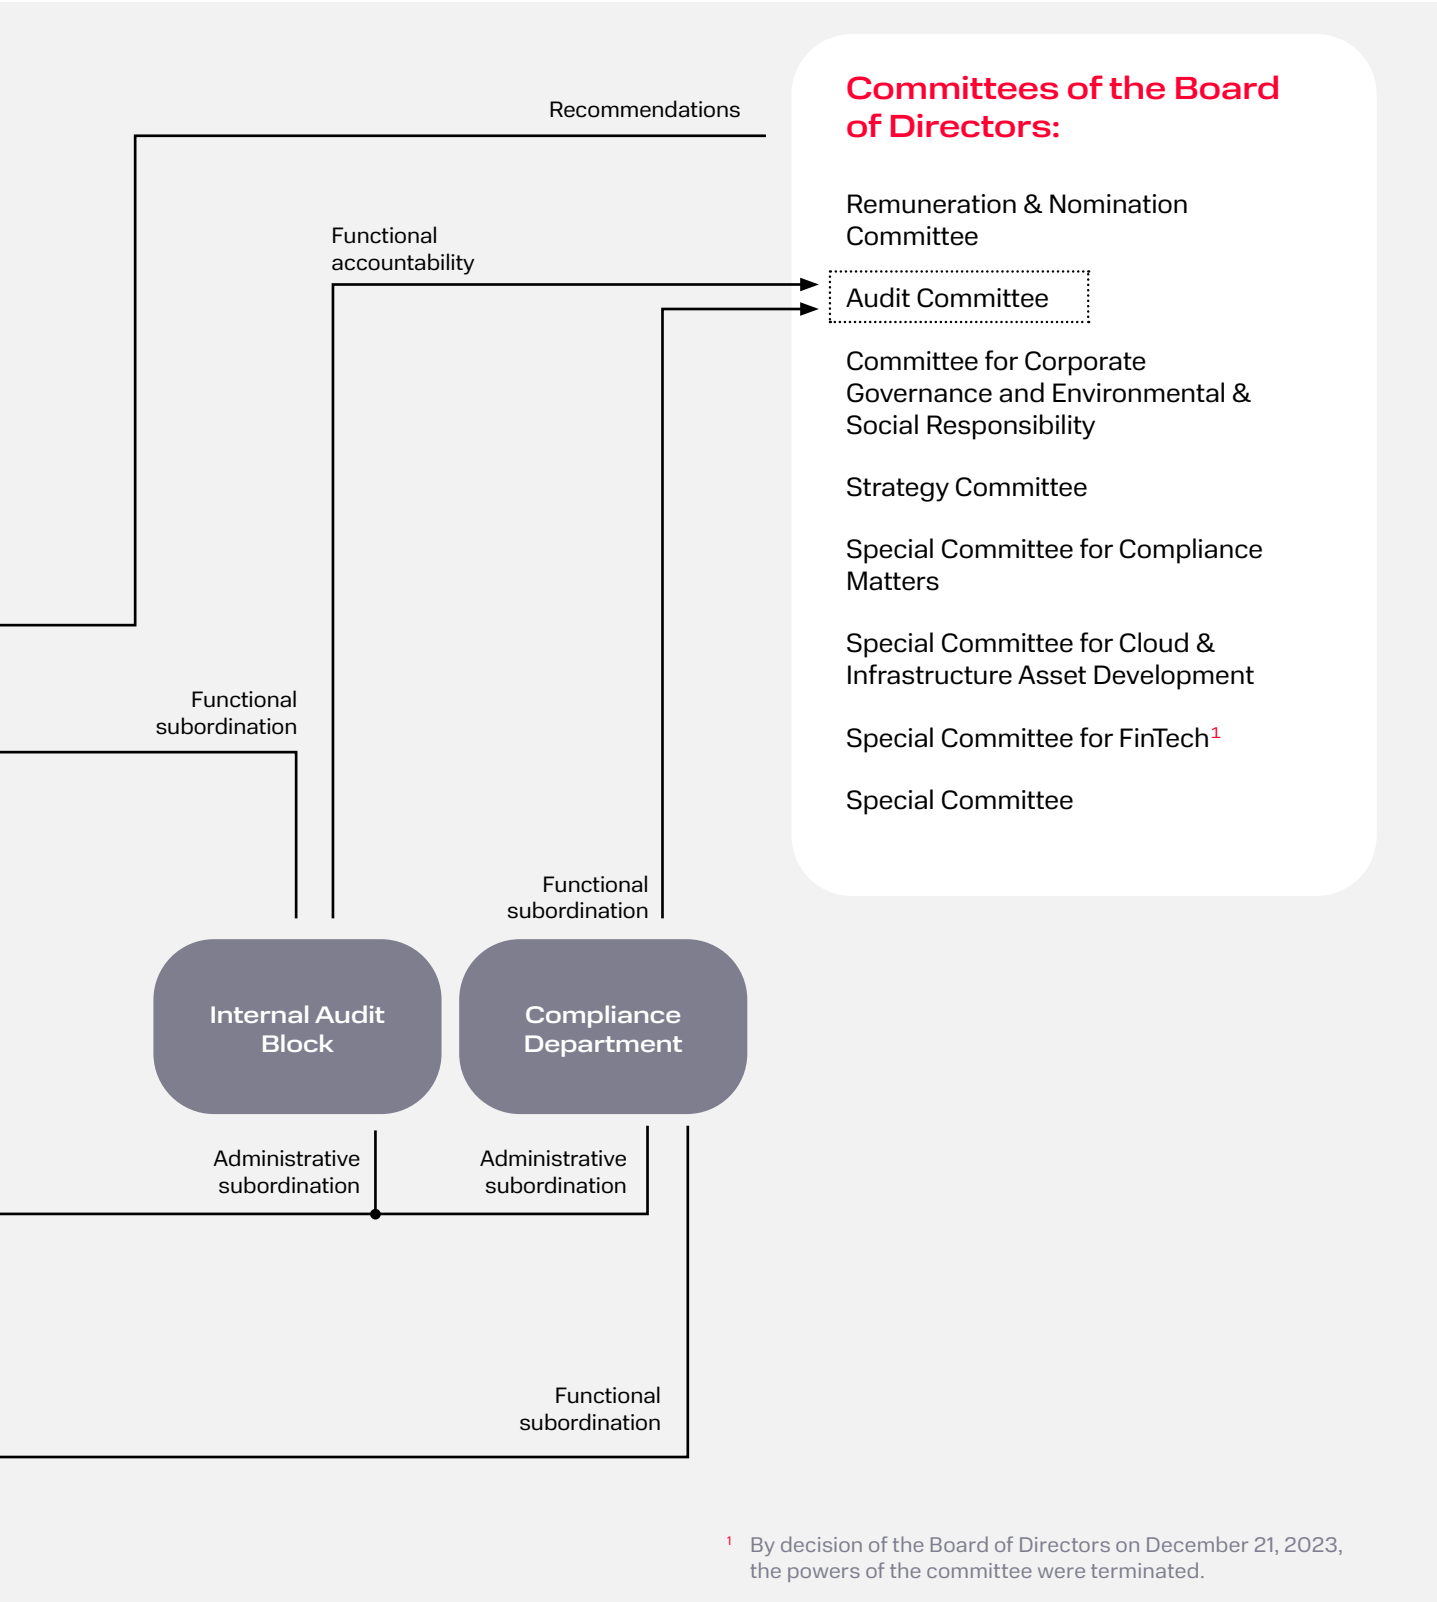 Committees of the Board
of Directors:
Recommendations
Remuneration & Nomination
Committee
Functional
accountability
Audit Committee
Committee for Corporate
Governance and Environmental &
Social Responsibility
Strategy Committee
Special Committee for Compliance
Matters
Special Committee for Cloud &
Infrastructure Asset Development
Special Committee for FinTech¹
Special Committee
Functional
subordination
Functional
subordination
Internal Audit
Block
Compliance
Department
Administrative
subordination
Administrative
subordination
Functional
subordination
¹ By decision of the Board of Directors on December 21, 2023,
the powers of the committee were terminated.